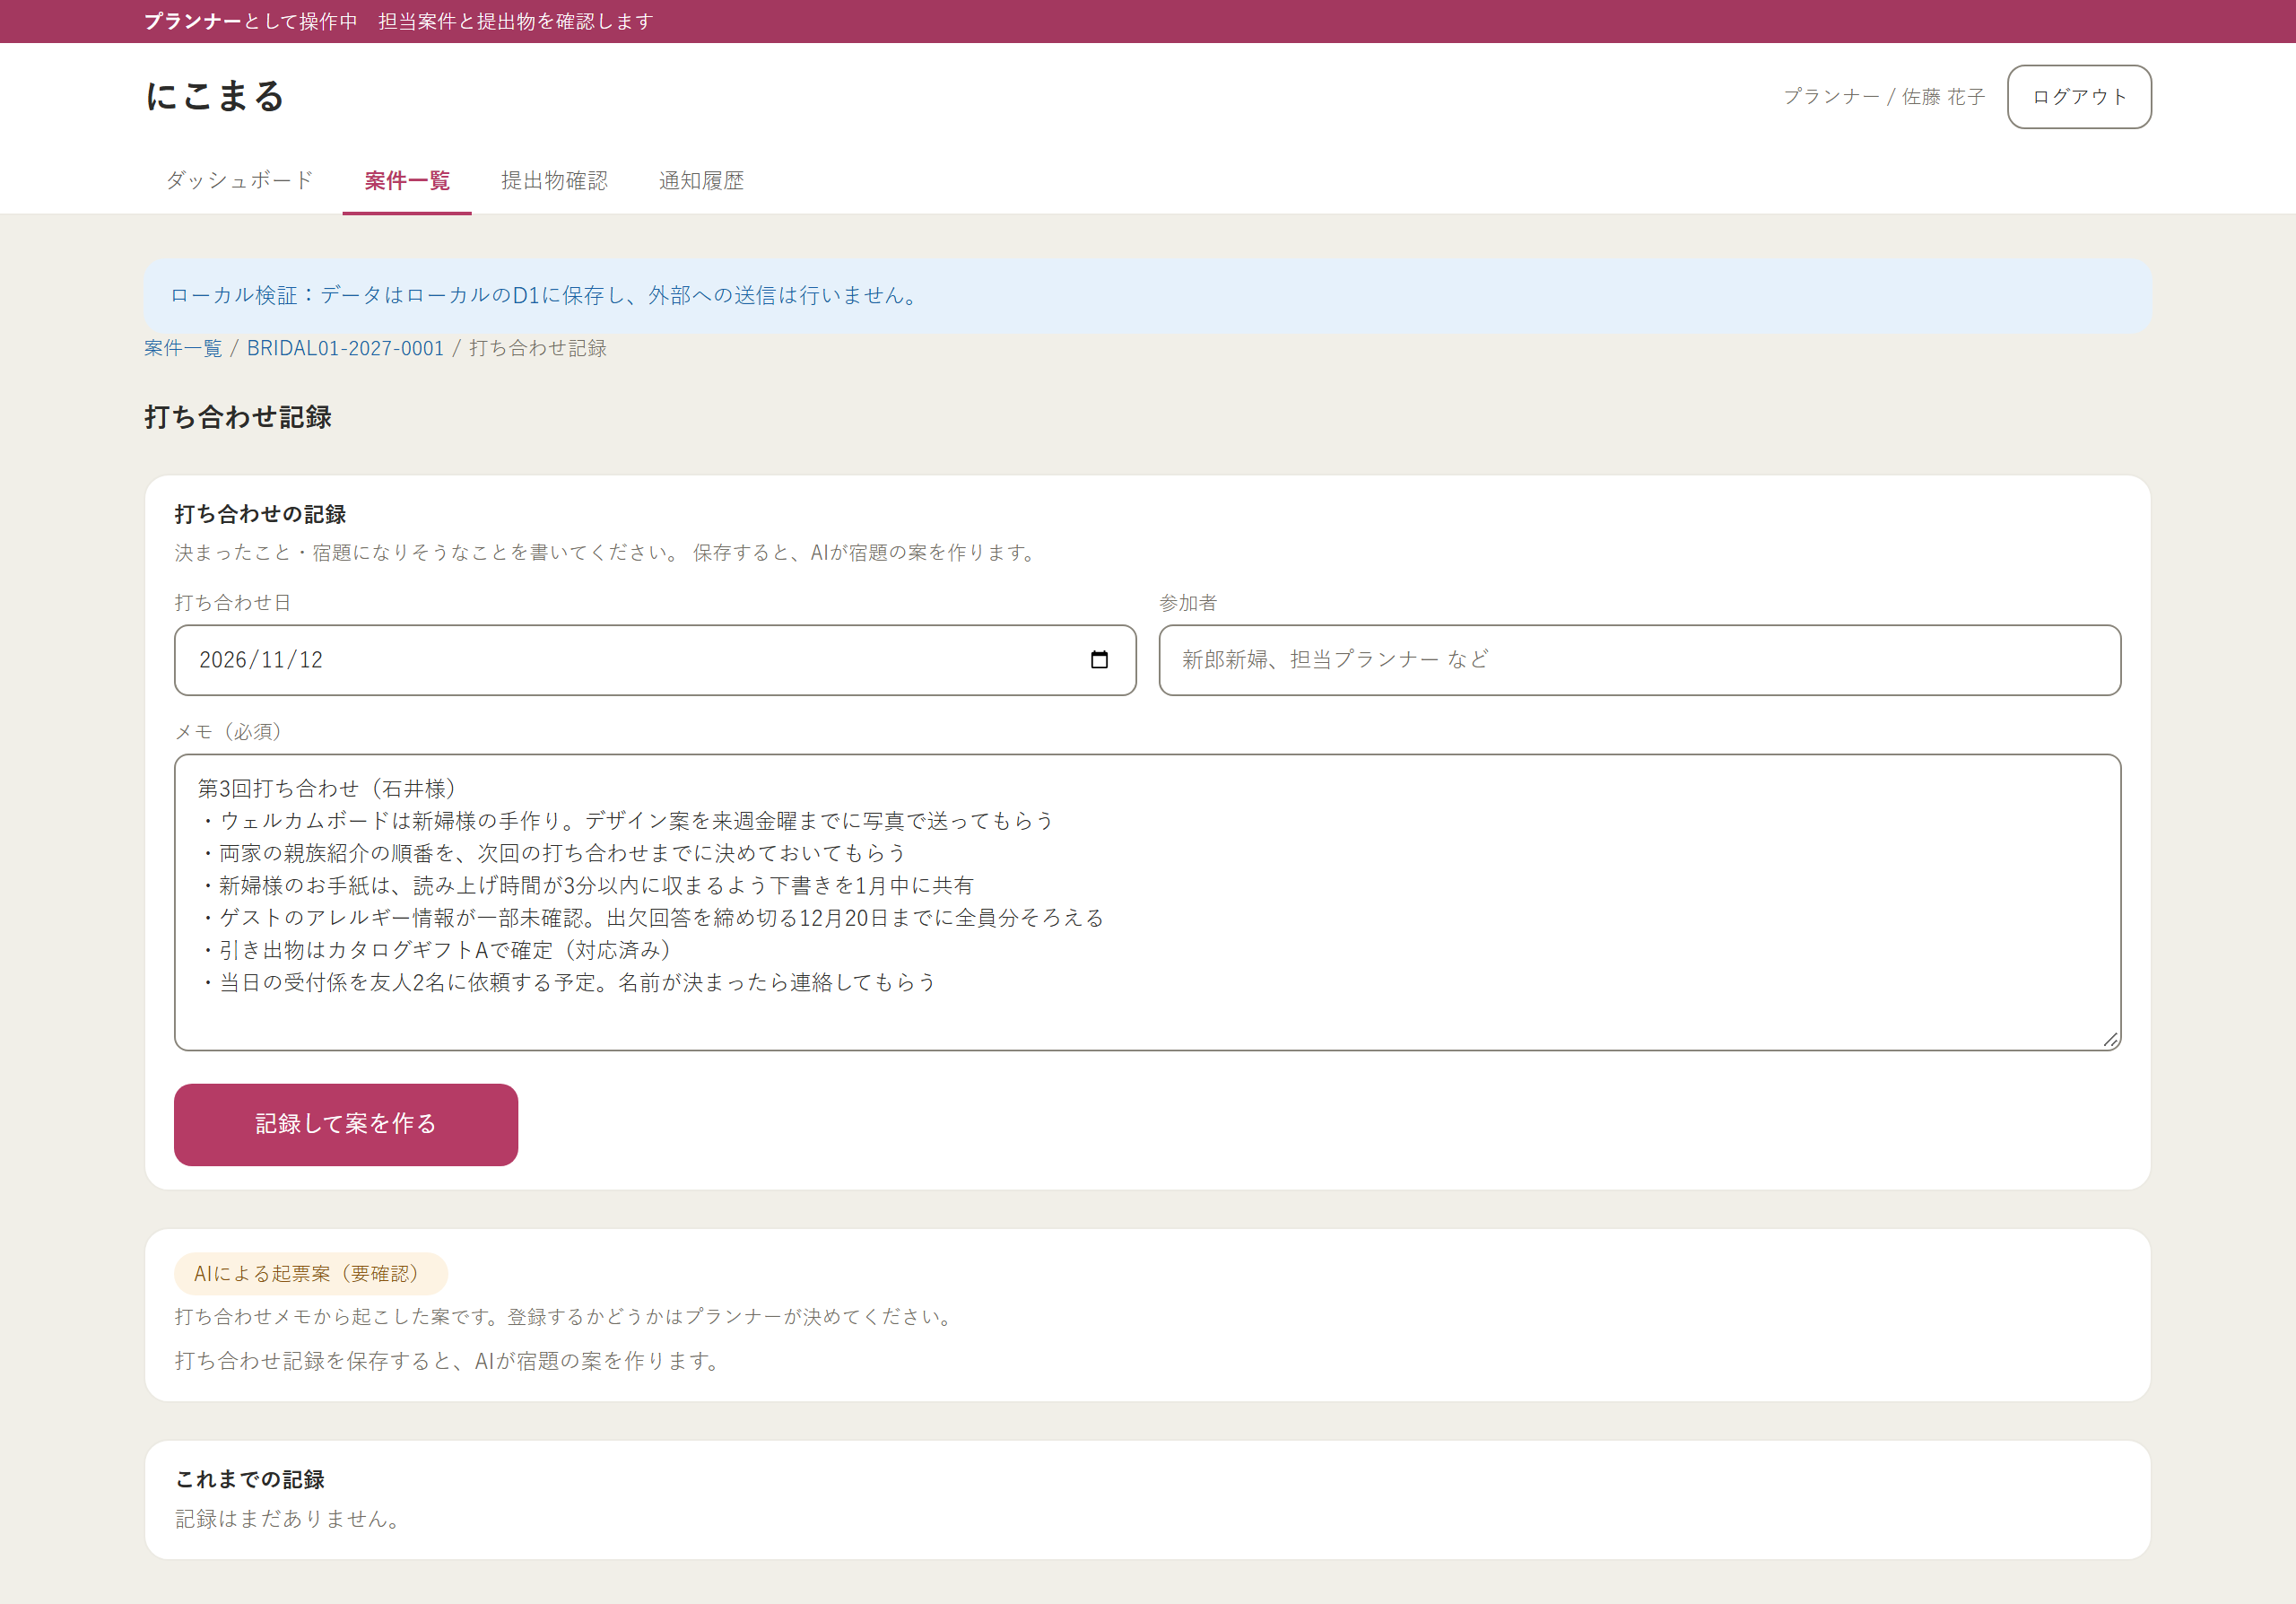 プランナーとして操作中　担当案件と提出物を確認します
にこまる
プランナー / 佐藤 花子
ログアウト
ダッシュボード
案件一覧
提出物確認
通知履歴
ローカル検証：データはローカルのD1に保存し、外部への送信は行いません。
案件一覧 / BRIDAL01-2027-0001 / 打ち合わせ記録
打ち合わせ記録
打ち合わせの記録
決まったこと・宿題になりそうなことを書いてください。 保存すると、AIが宿題の案を作ります。
打ち合わせ日
参加者
2026/11/12
新郎新婦、担当プランナー など
メモ（必須）
第3回打ち合わせ（石井様）
・ウェルカムボードは新婦様の手作り。デザイン案を来週金曜までに写真で送ってもらう
・両家の親族紹介の順番を、次回の打ち合わせまでに決めておいてもらう
・新婦様のお手紙は、読み上げ時間が3分以内に収まるよう下書きを1月中に共有
・ゲストのアレルギー情報が一部未確認。出欠回答を締め切る12月20日までに全員分そろえる
・引き出物はカタログギフトAで確定（対応済み）
・当日の受付係を友人2名に依頼する予定。名前が決まったら連絡してもらう
記録して案を作る
AIによる起票案（要確認）
打ち合わせメモから起こした案です。登録するかどうかはプランナーが決めてください。
打ち合わせ記録を保存すると、AIが宿題の案を作ります。
これまでの記録
記録はまだありません。